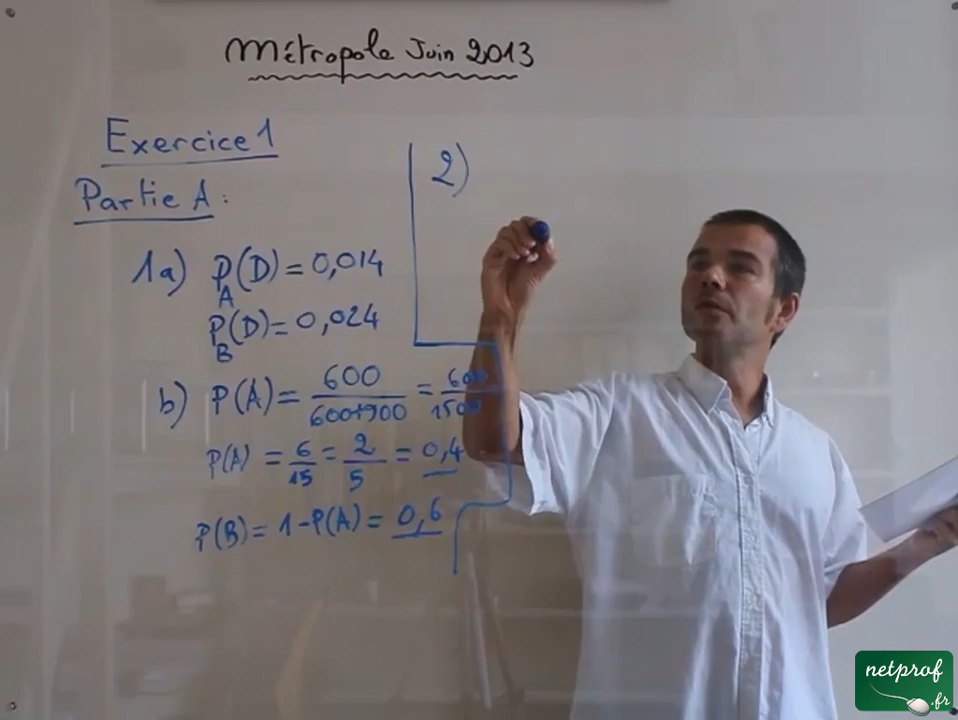 Métropole Juin 2013
Exercice 1
Partie A :
1a) P_A(D) = 0,014
P_B(D) = 0,024
b) P(A) = 600/(600+900) = 600/1500
P(A) = 6/15 = 2/5 = 0,4
P(B) = 1-P(A) = 0,6
2)
netprof
.fr